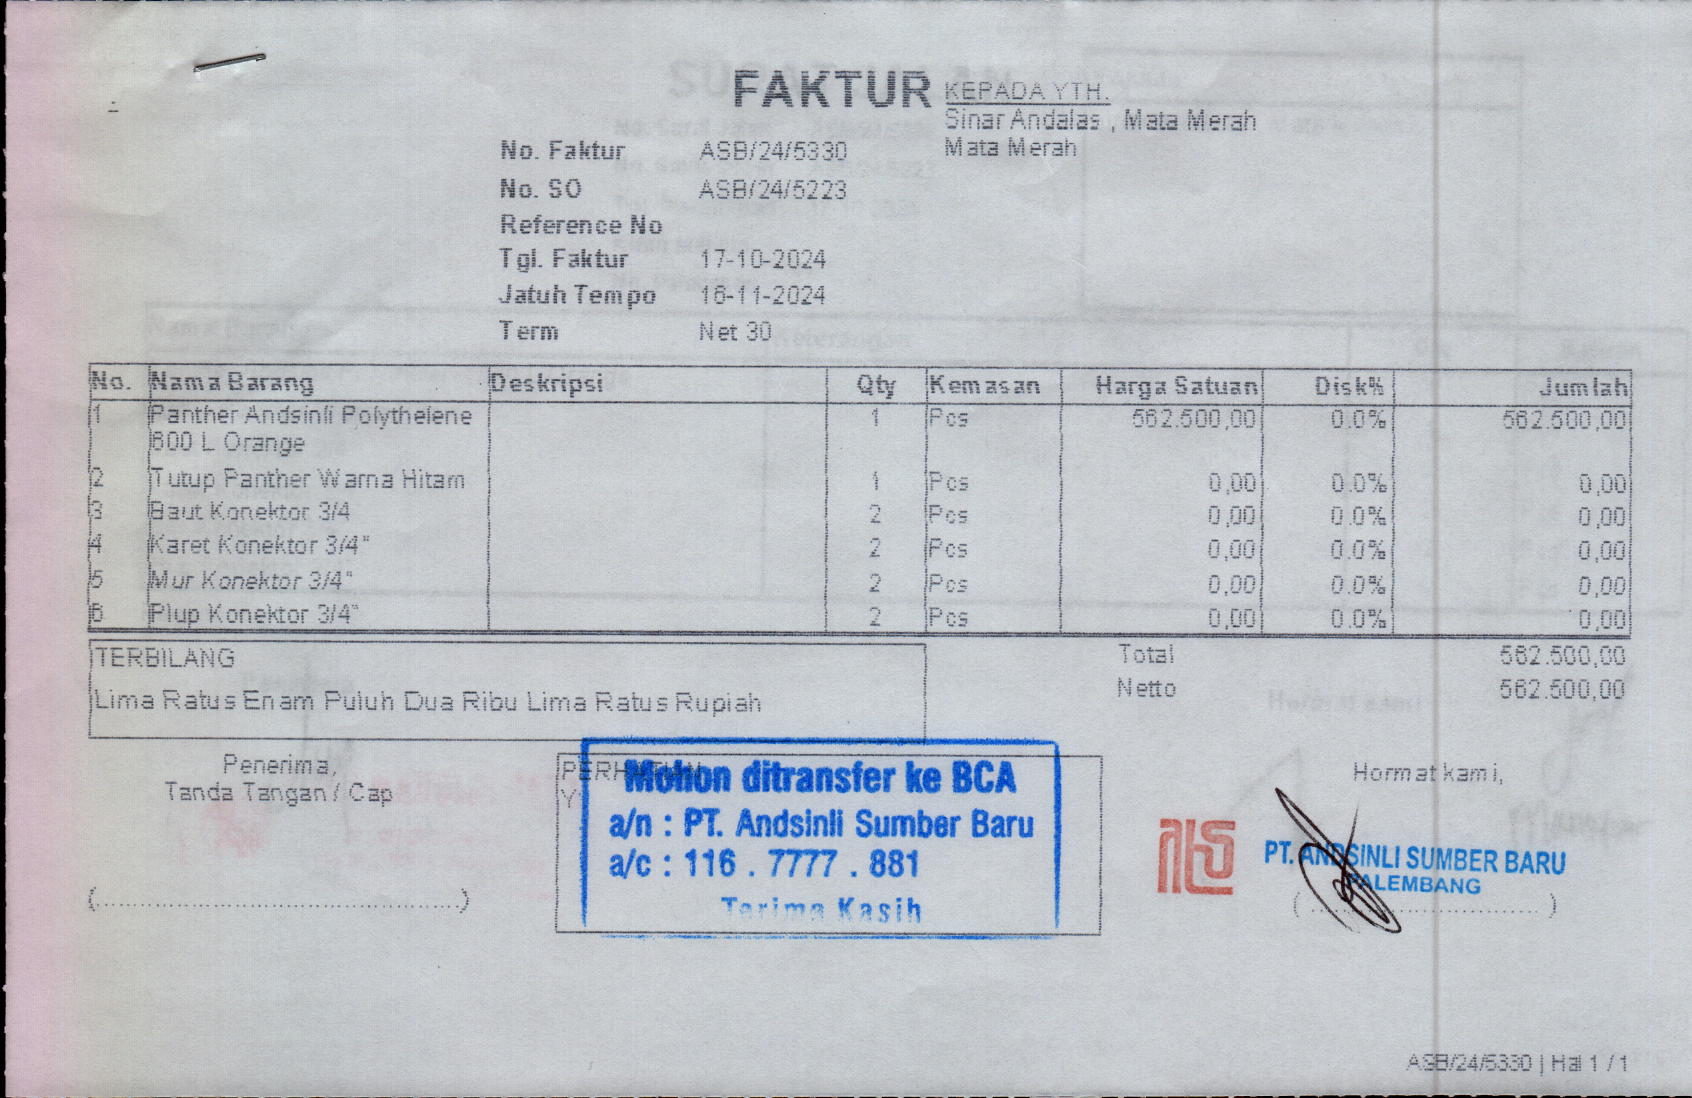 FAKTUR
KEPADA YTH.
Sinar Andalas , Mata Merah
Mata Merah
No. Faktur ASB/24/5330
No. SO ASB/24/5223
Reference No
Tgl. Faktur 17-10-2024
Jatuh Tempo 16-11-2024
Term Net 30
No. Nama Barang Deskripsi Qty Kemasan Harga Satuan Disk% Jumlah
1 Panther Andsinli Polythelene 1 Pcs 562.500,00 0.0% 562.500,00
600 L Orange
2 Tutup Panther Warna Hitam 1 Pcs 0,00 0.0% 0,00
3 Baut Konektor 3/4 2 Pcs 0,00 0.0% 0,00
4 Karet Konektor 3/4" 2 Pcs 0,00 0.0% 0,00
5 Mur Konektor 3/4" 2 Pcs 0,00 0.0% 0,00
6 Plup Konektor 3/4" 2 Pcs 0,00 0.0% 0,00
TERBILANG
Lima Ratus Enam Puluh Dua Ribu Lima Ratus Rupiah
Total 562.500,00
Netto 562.500,00
Penerima,
Tanda Tangan / Cap
(............................................)
Mohon ditransfer ke BCA
a/n : PT. Andsinli Sumber Baru
a/c : 116 . 7777 . 881
Terima Kasih
Hormat kami,
PT. ANDSINLI SUMBER BARU
PALEMBANG
( ............................ )
ASB/24/5330 | Hal 1 / 1